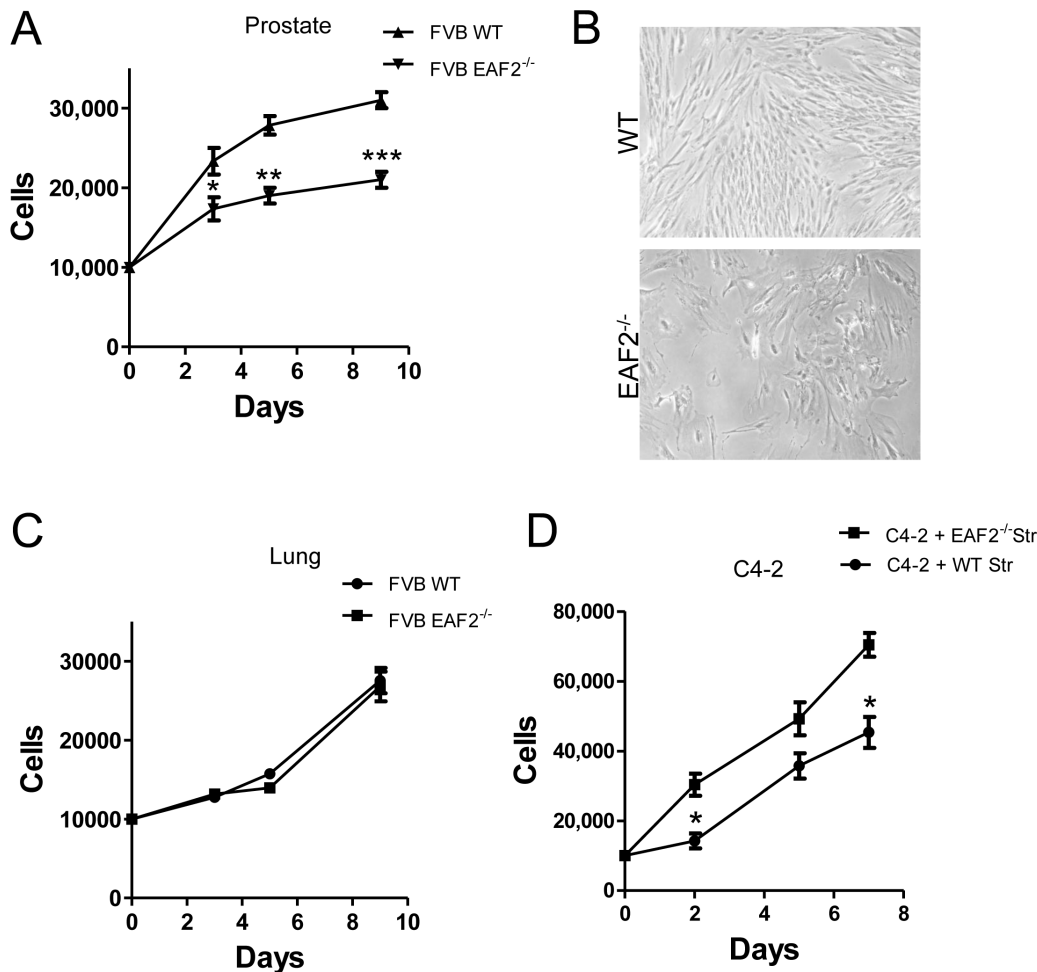 A
Prostate
FVB WT
FVB EAF2-/-
30,000
20,000
10,000
0
Cells
*
**
***
0 2 4 6 8 10
Days
B
WT
EAF2-/-
C
Lung
FVB WT
FVB EAF2-/-
30000
20000
10000
0
Cells
0 2 4 6 8 10
Days
D
C4-2 + EAF2-/-Str
C4-2 + WT Str
C4-2
80,000
60,000
40,000
20,000
0
Cells
*
*
0 2 4 6 8
Days